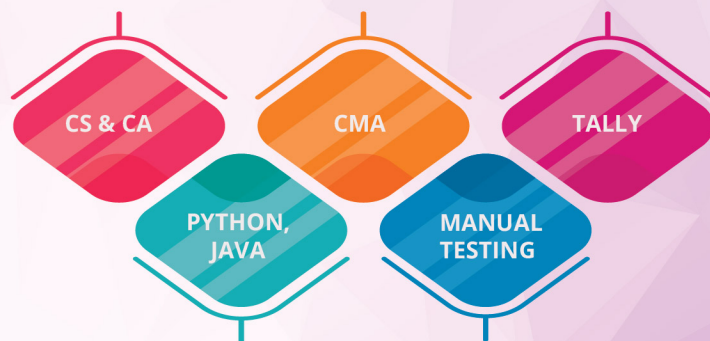 CS & CA
CMA
TALLY
PYTHON,
JAVA
MANUAL
TESTING